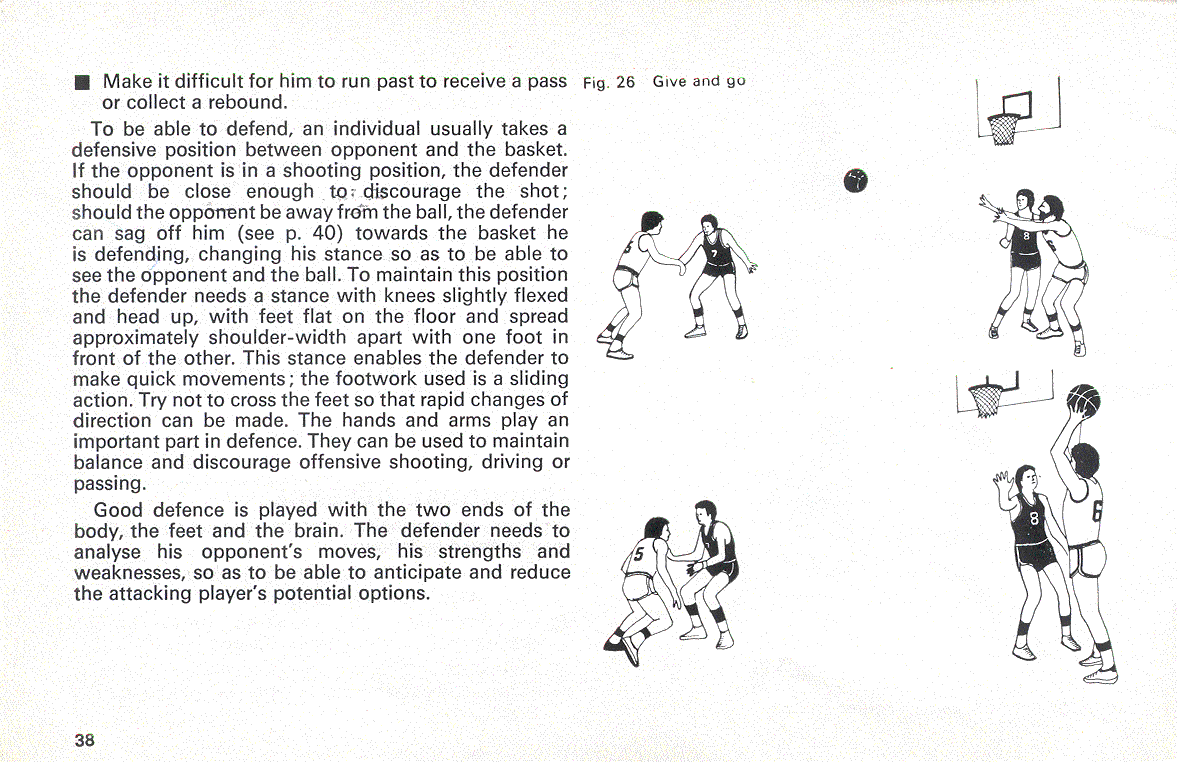 ■ Make it difficult for him to run past to receive a pass
or collect a rebound.
To be able to defend, an individual usually takes a
defensive position between opponent and the basket.
If the opponent is in a shooting position, the defender
should be close enough to discourage the shot;
should the opponent be away from the ball, the defender
can sag off him (see p. 40) towards the basket he
is defending, changing his stance so as to be able to
see the opponent and the ball. To maintain this position
the defender needs a stance with knees slightly flexed
and head up, with feet flat on the floor and spread
approximately shoulder-width apart with one foot in
front of the other. This stance enables the defender to
make quick movements; the footwork used is a sliding
action. Try not to cross the feet so that rapid changes of
direction can be made. The hands and arms play an
important part in defence. They can be used to maintain
balance and discourage offensive shooting, driving or
passing.
Good defence is played with the two ends of the
body, the feet and the brain. The defender needs to
analyse his opponent's moves, his strengths and
weaknesses, so as to be able to anticipate and reduce
the attacking player's potential options.
38
Fig. 26 Give and go
5
7
8
6
5
8
6